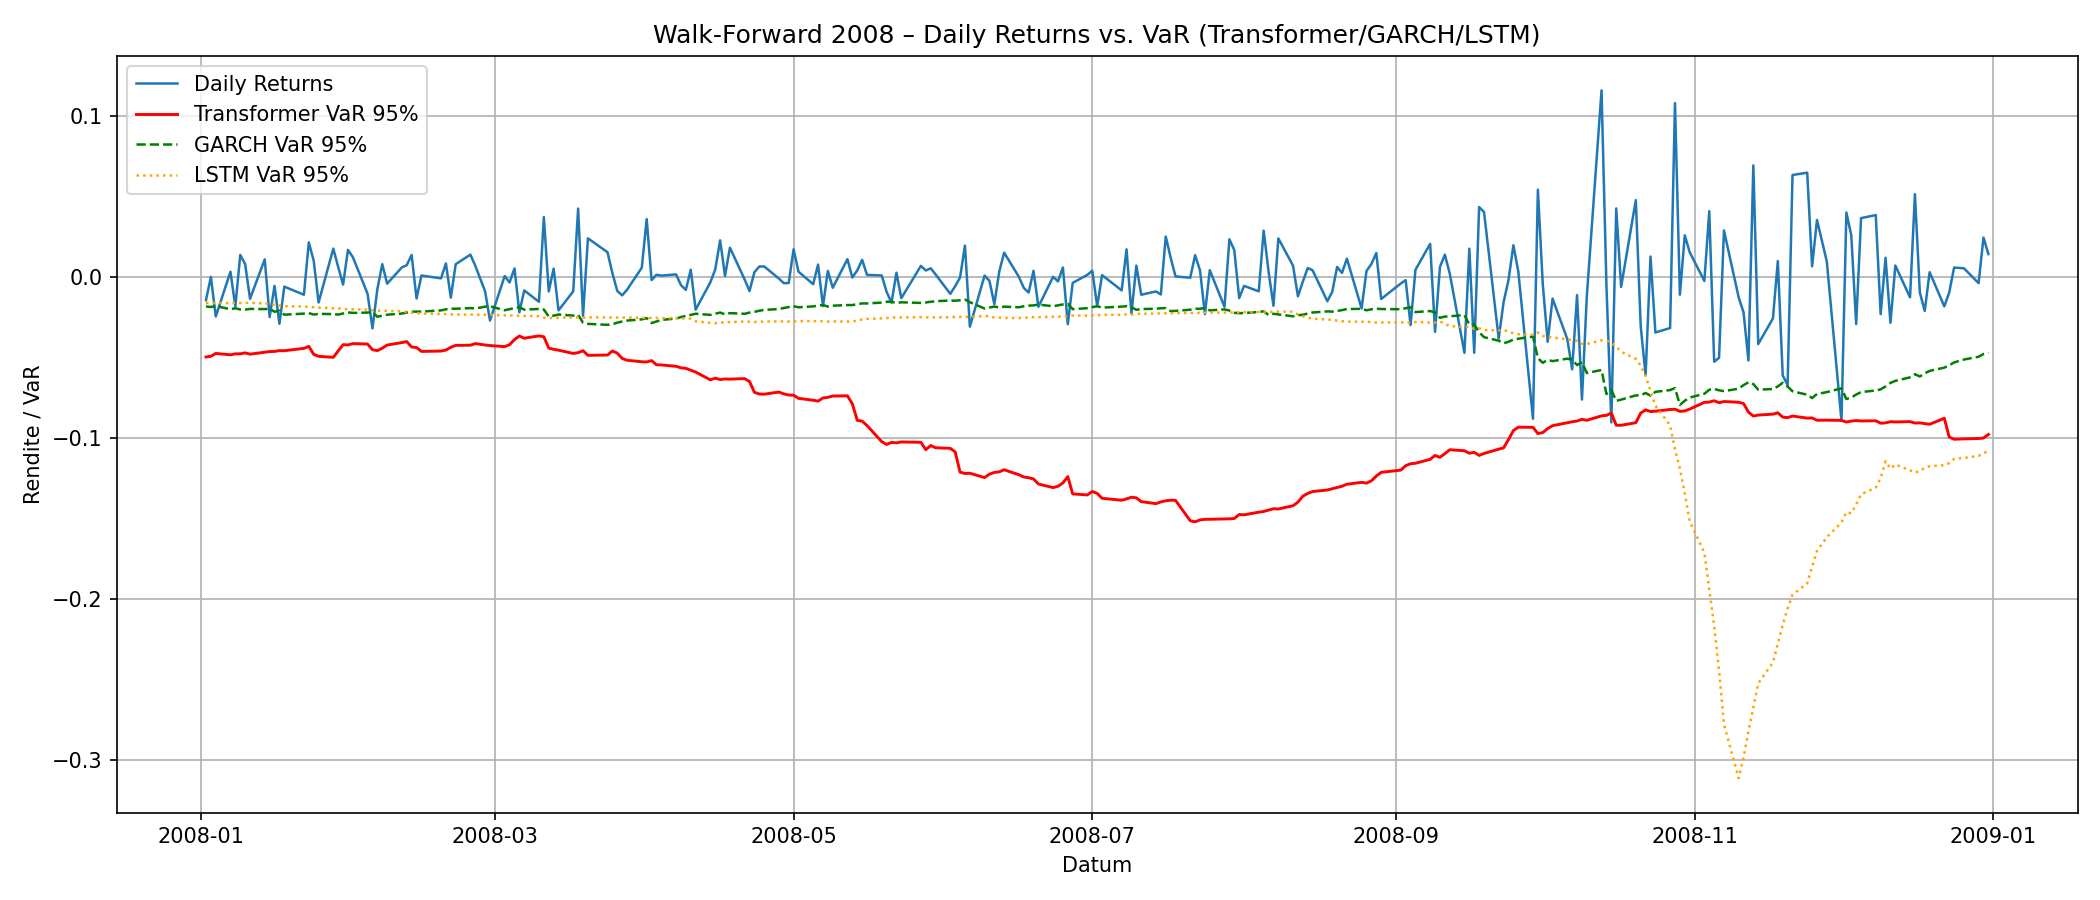 Walk-Forward 2008 – Daily Returns vs. VaR (Transformer/GARCH/LSTM)
Daily Returns
Transformer VaR 95%
GARCH VaR 95%
LSTM VaR 95%
Rendite / VaR
0.1
0.0
−0.1
−0.2
−0.3
2008-01 2008-03 2008-05 2008-07 2008-09 2008-11 2009-01
Datum